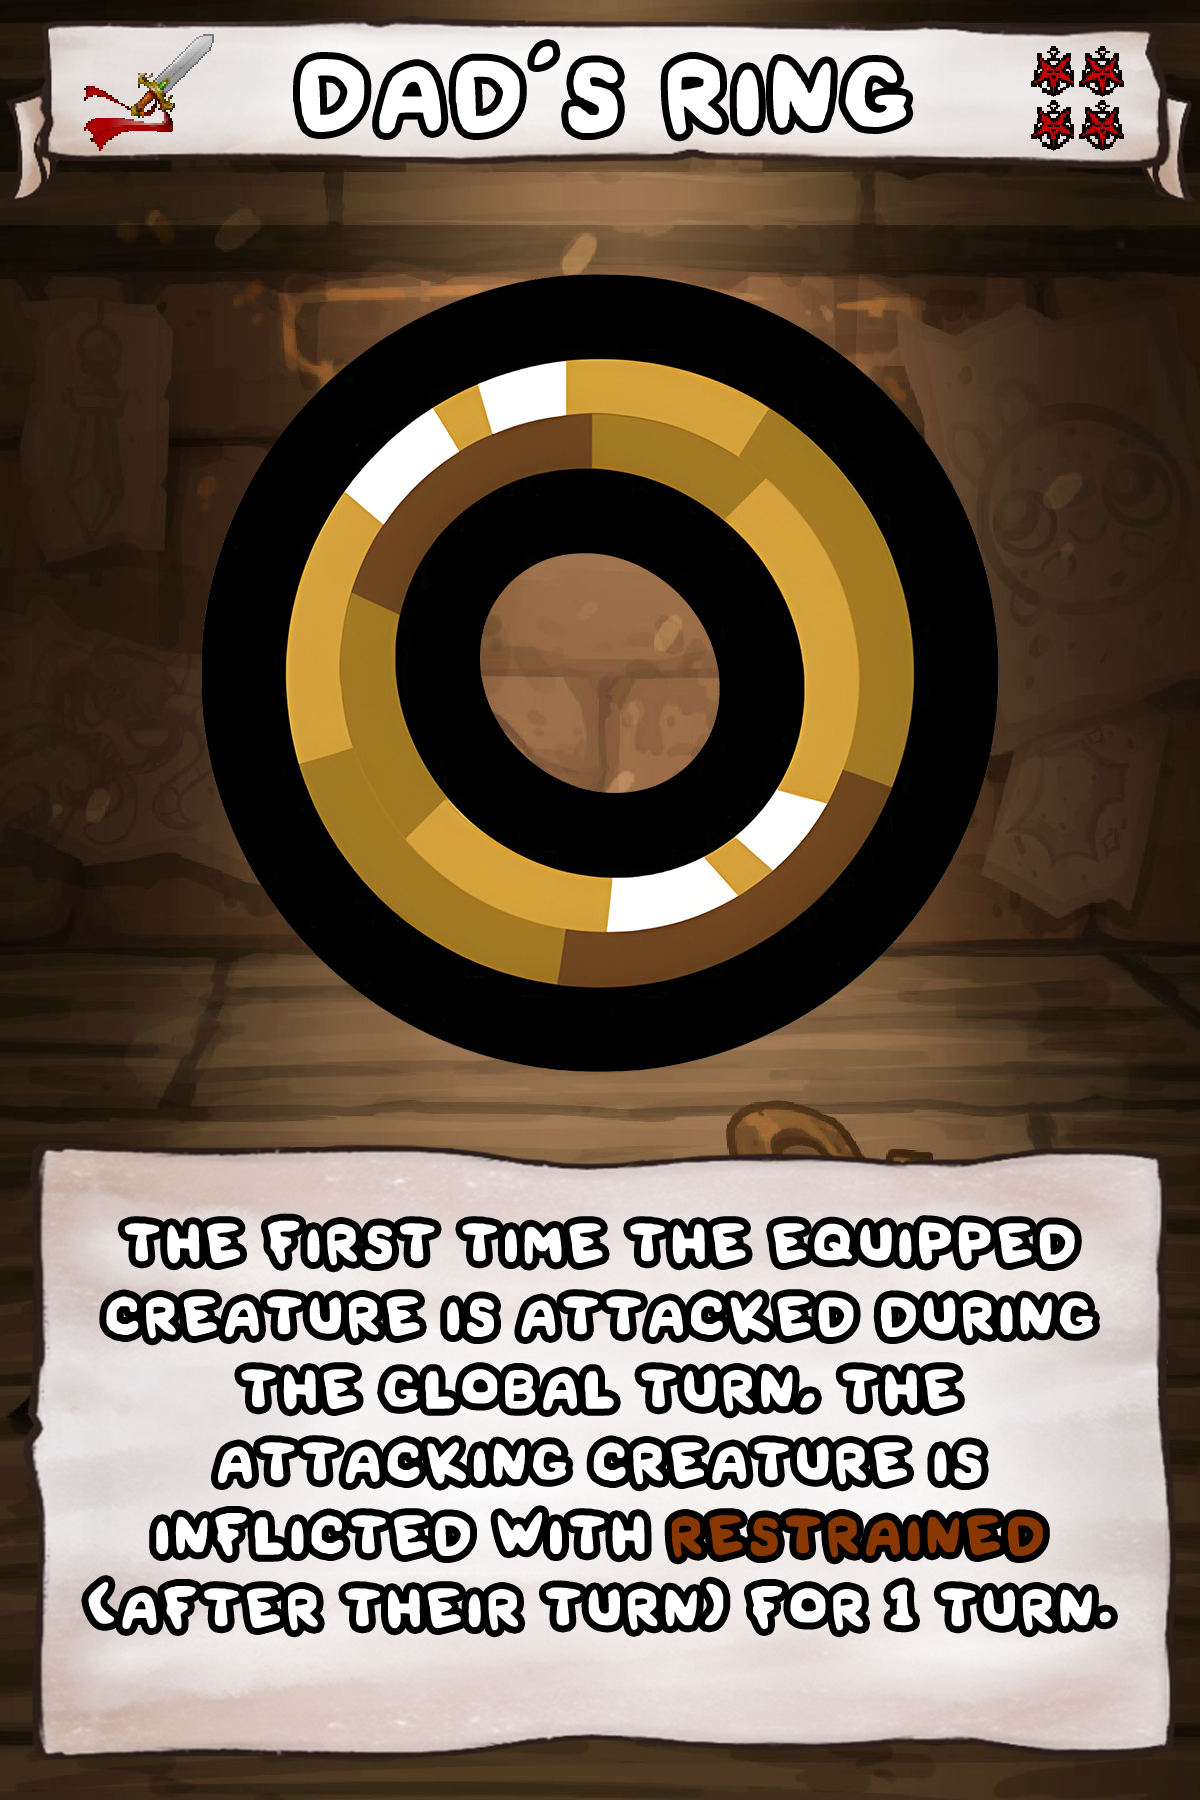 DAD'S RING
THE FIRST TIME THE EQUIPPED
CREATURE IS ATTACKED DURING
THE GLOBAL TURN, THE
ATTACKING CREATURE IS
INFLICTED WITH RESTRAINED
(AFTER THEIR TURN) FOR 1 TURN.